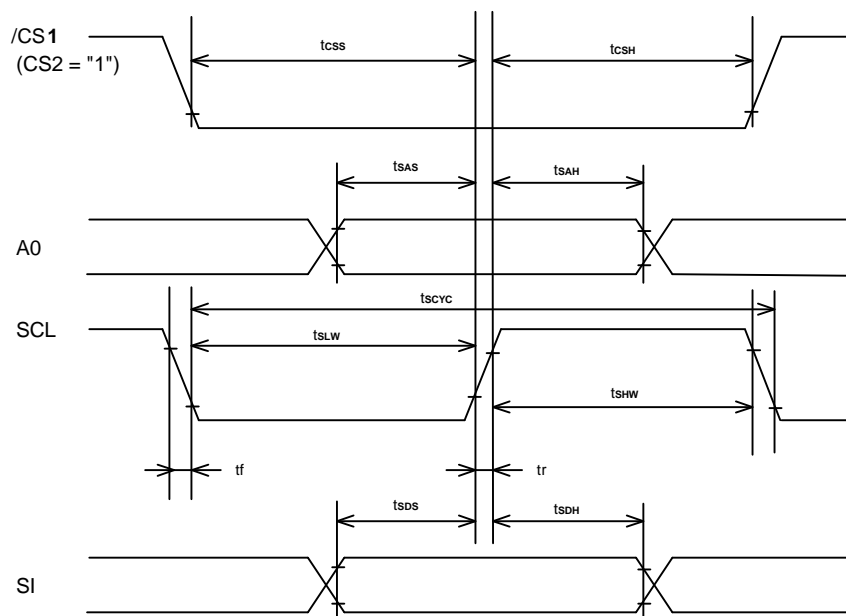 /CS1
(CS2 = "1")
tCSS
tCSH
tSAS
tSAH
A0
tSCYC
SCL
tSLW
tSHW
tf
tr
tSDS
tSDH
SI